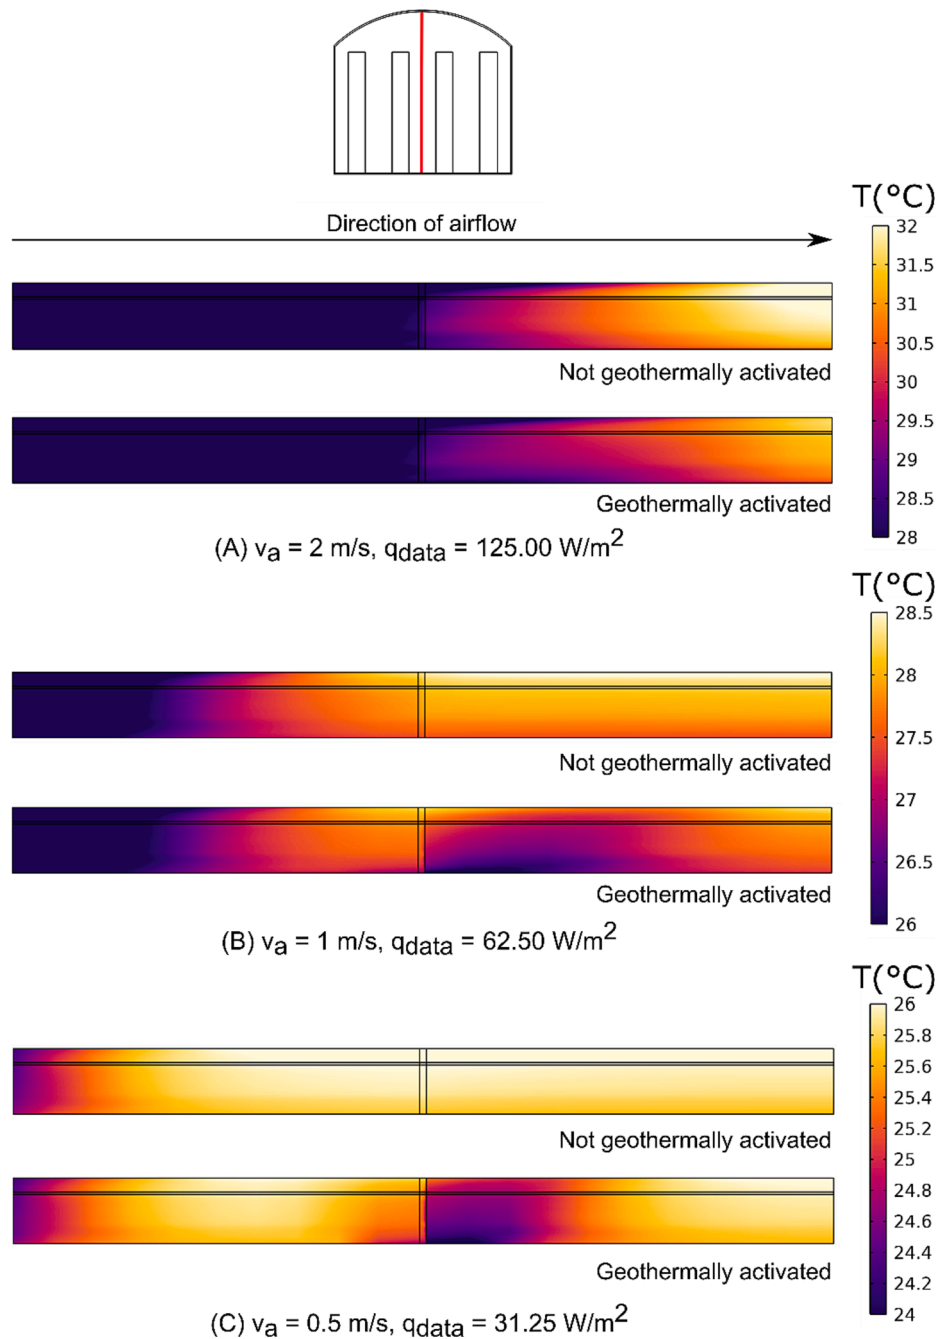 Direction of airflow
T(°C)
32
31.5
31
30.5
30
29.5
29
28.5
28
Not geothermally activated
Geothermally activated
(A) va = 2 m/s, qdata = 125.00 W/m2
T(°C)
28.5
28
27.5
27
26.5
26
Not geothermally activated
Geothermally activated
(B) va = 1 m/s, qdata = 62.50 W/m2
T(°C)
26
25.8
25.6
25.4
25.2
25
24.8
24.6
24.4
24.2
24
Not geothermally activated
Geothermally activated
(C) va = 0.5 m/s, qdata = 31.25 W/m2